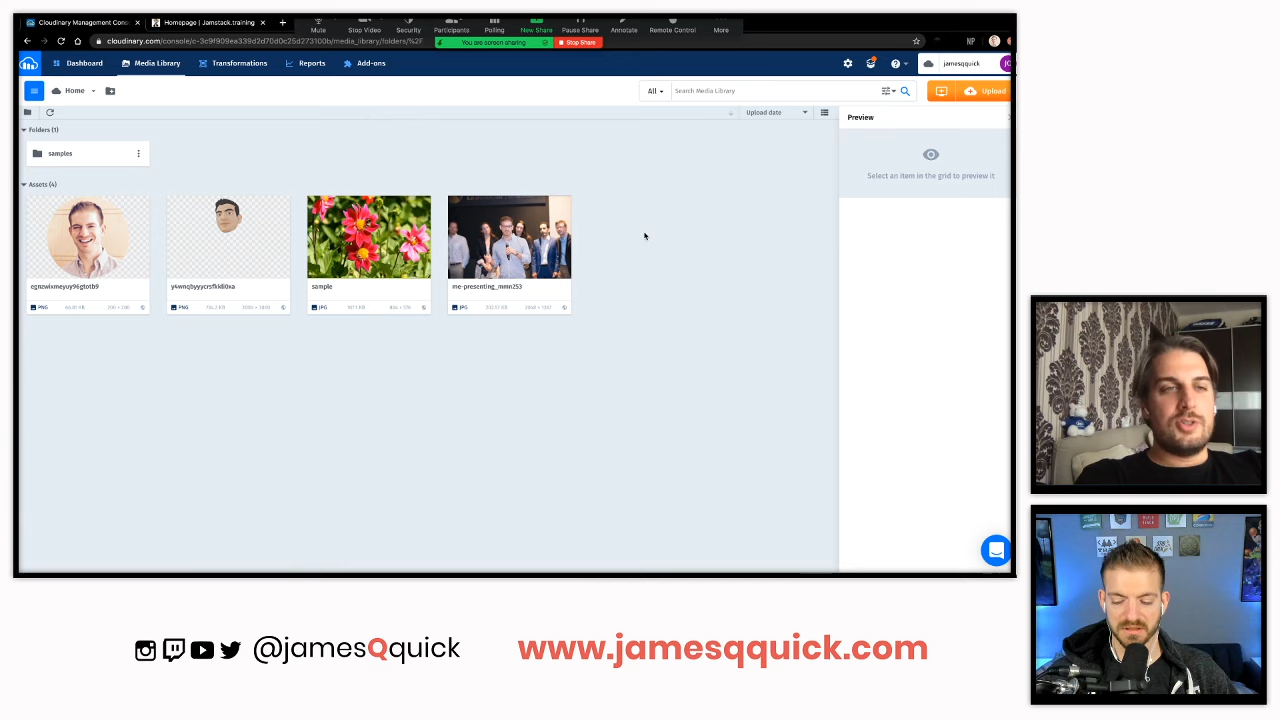 Cloudinary Management Con
Homepage | Jamstack.training
Mute
Stop Video
Security
Participants
Polling
New Share
Pause Share
Annotate
Remote Control
More
You are screen sharing
Stop Share
NP
Dashboard
Media Library
Transformations
Reports
Add-ons
jamesqquick
Home
All
Search Media Library
Upload
Upload date
Preview
Folders (1)
samples
Select an item in the grid to preview it
Assets (4)
sample
me-presenting_mmn253
PNG
PNG
JPG
JPG
@jamesQquick
www.jamesqquick.com